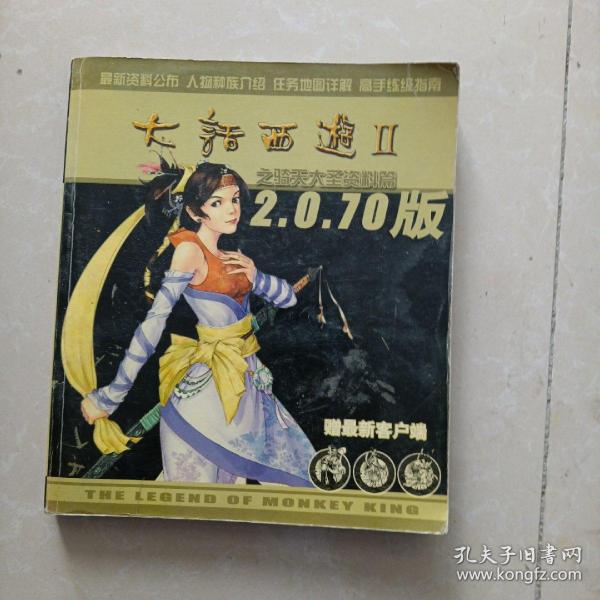 最新资料公布 人物种族介绍 任务地图详解 高手练级指南
大話西遊II
之骑天大圣资料篇
2.0.70版
赠最新客户端
THE LEGEND OF MONKEY KING
孔夫子旧书网
www.kongfz.com